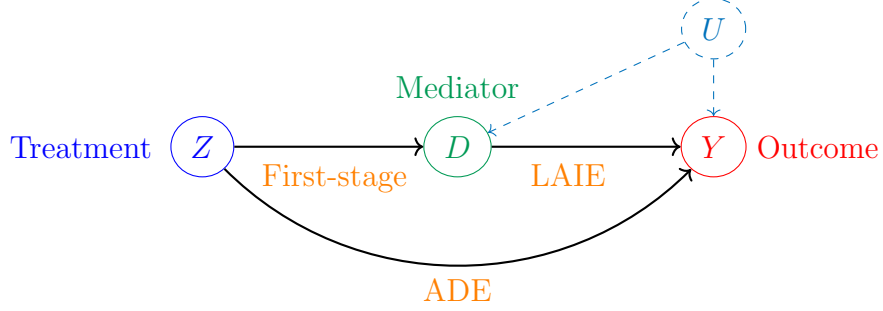 U
Mediator
Treatment
Z
D
Y
Outcome
First-stage
LAIE
ADE